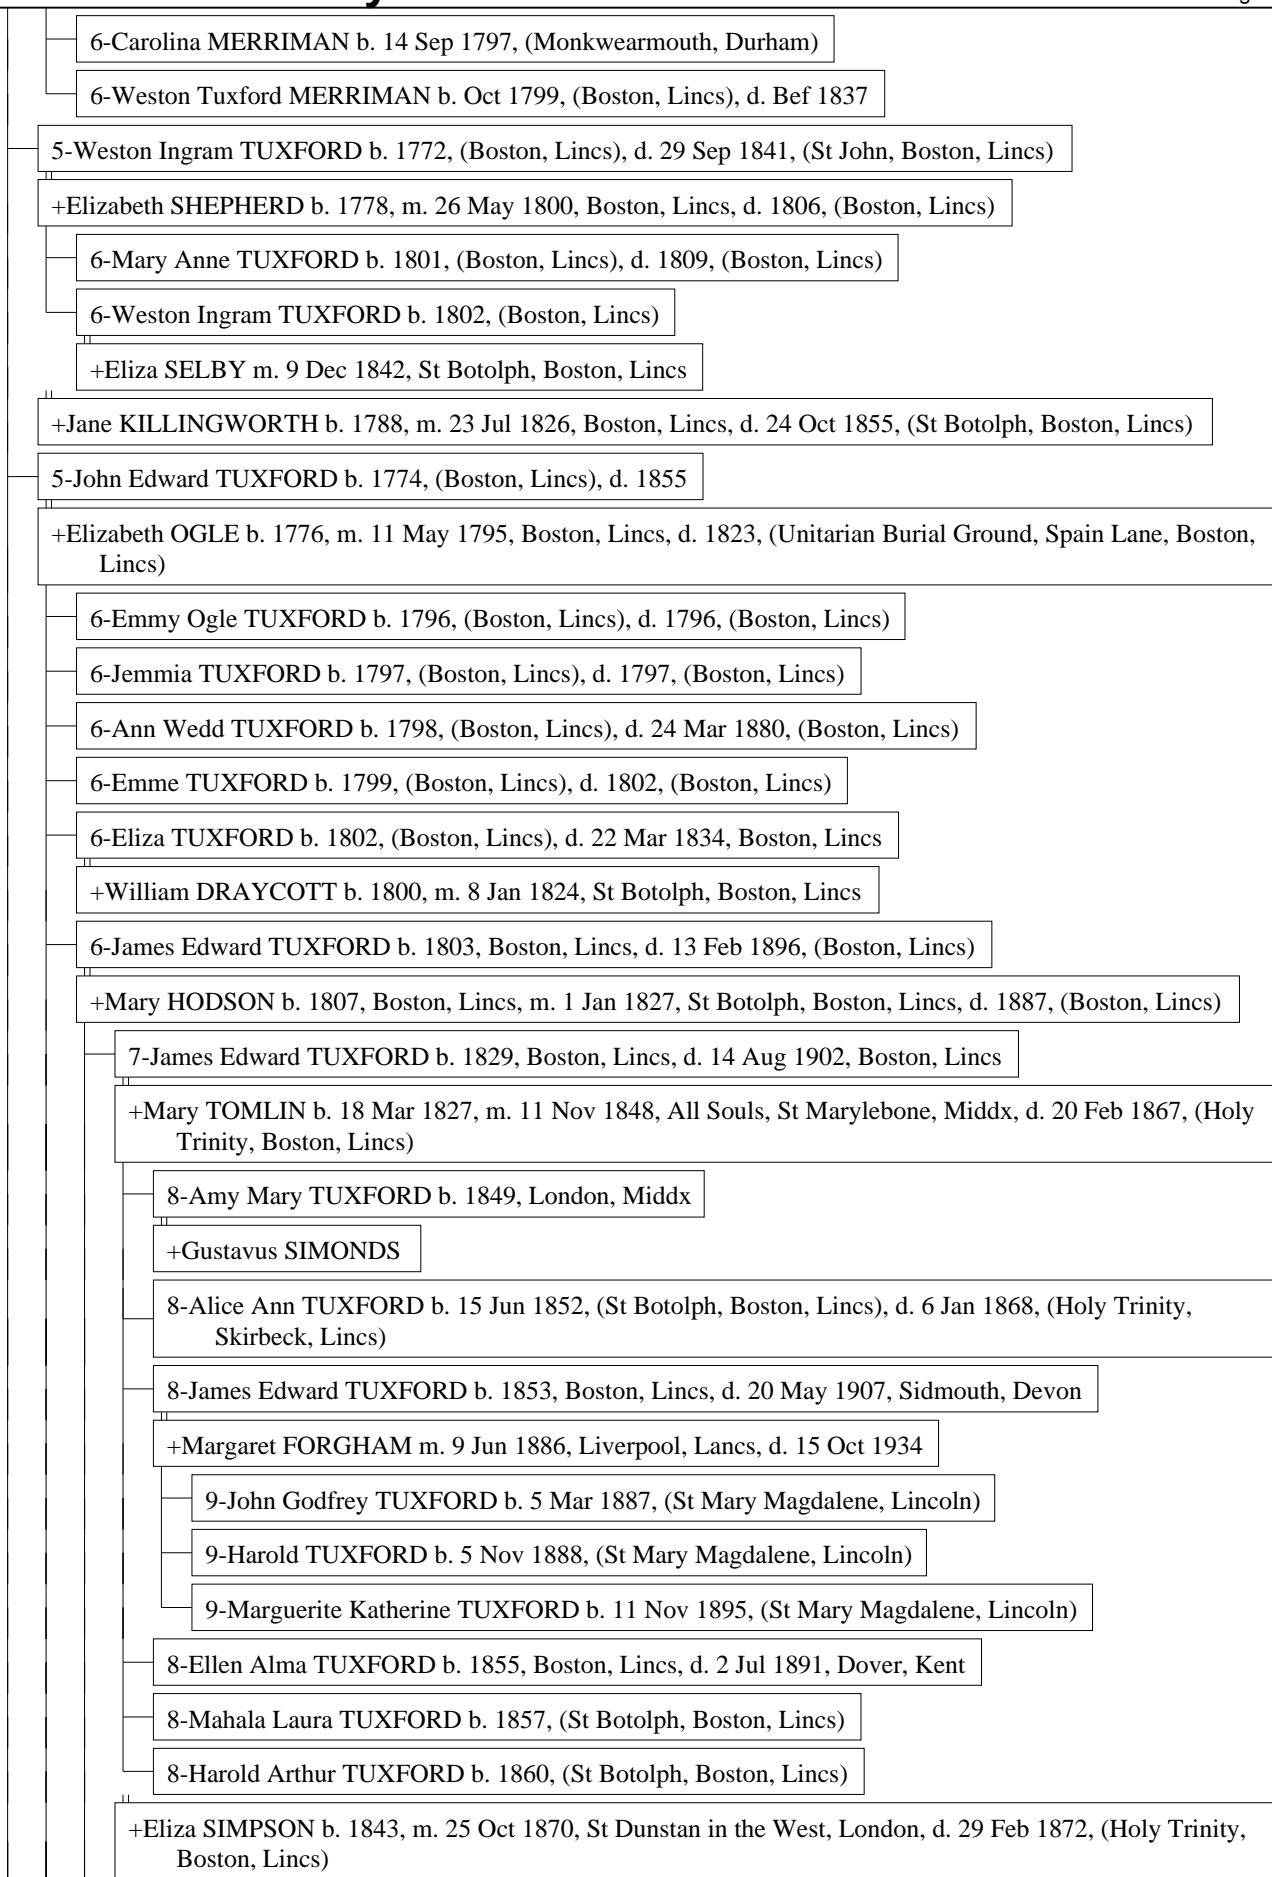 6-Carolina MERRIMAN b. 14 Sep 1797, (Monkwearmouth, Durham)
6-Weston Tuxford MERRIMAN b. Oct 1799, (Boston, Lincs), d. Bef 1837
5-Weston Ingram TUXFORD b. 1772, (Boston, Lincs), d. 29 Sep 1841, (St John, Boston, Lincs)
+Elizabeth SHEPHERD b. 1778, m. 26 May 1800, Boston, Lincs, d. 1806, (Boston, Lincs)
6-Mary Anne TUXFORD b. 1801, (Boston, Lincs), d. 1809, (Boston, Lincs)
6-Weston Ingram TUXFORD b. 1802, (Boston, Lincs)
+Eliza SELBY m. 9 Dec 1842, St Botolph, Boston, Lincs
+Jane KILLINGWORTH b. 1788, m. 23 Jul 1826, Boston, Lincs, d. 24 Oct 1855, (St Botolph, Boston, Lincs)
5-John Edward TUXFORD b. 1774, (Boston, Lincs), d. 1855
+Elizabeth OGLE b. 1776, m. 11 May 1795, Boston, Lincs, d. 1823, (Unitarian Burial Ground, Spain Lane, Boston,
Lincs)
6-Emmy Ogle TUXFORD b. 1796, (Boston, Lincs), d. 1796, (Boston, Lincs)
6-Jemmia TUXFORD b. 1797, (Boston, Lincs), d. 1797, (Boston, Lincs)
6-Ann Wedd TUXFORD b. 1798, (Boston, Lincs), d. 24 Mar 1880, (Boston, Lincs)
6-Emme TUXFORD b. 1799, (Boston, Lincs), d. 1802, (Boston, Lincs)
6-Eliza TUXFORD b. 1802, (Boston, Lincs), d. 22 Mar 1834, Boston, Lincs
+William DRAYCOTT b. 1800, m. 8 Jan 1824, St Botolph, Boston, Lincs
6-James Edward TUXFORD b. 1803, Boston, Lincs, d. 13 Feb 1896, (Boston, Lincs)
+Mary HODSON b. 1807, Boston, Lincs, m. 1 Jan 1827, St Botolph, Boston, Lincs, d. 1887, (Boston, Lincs)
7-James Edward TUXFORD b. 1829, Boston, Lincs, d. 14 Aug 1902, Boston, Lincs
+Mary TOMLIN b. 18 Mar 1827, m. 11 Nov 1848, All Souls, St Marylebone, Middx, d. 20 Feb 1867, (Holy
Trinity, Boston, Lincs)
8-Amy Mary TUXFORD b. 1849, London, Middx
+Gustavus SIMONDS
8-Alice Ann TUXFORD b. 15 Jun 1852, (St Botolph, Boston, Lincs), d. 6 Jan 1868, (Holy Trinity,
Skirbeck, Lincs)
8-James Edward TUXFORD b. 1853, Boston, Lincs, d. 20 May 1907, Sidmouth, Devon
+Margaret FORGHAM m. 9 Jun 1886, Liverpool, Lancs, d. 15 Oct 1934
9-John Godfrey TUXFORD b. 5 Mar 1887, (St Mary Magdalene, Lincoln)
9-Harold TUXFORD b. 5 Nov 1888, (St Mary Magdalene, Lincoln)
9-Marguerite Katherine TUXFORD b. 11 Nov 1895, (St Mary Magdalene, Lincoln)
8-Ellen Alma TUXFORD b. 1855, Boston, Lincs, d. 2 Jul 1891, Dover, Kent
8-Mahala Laura TUXFORD b. 1857, (St Botolph, Boston, Lincs)
8-Harold Arthur TUXFORD b. 1860, (St Botolph, Boston, Lincs)
+Eliza SIMPSON b. 1843, m. 25 Oct 1870, St Dunstan in the West, London, d. 29 Feb 1872, (Holy Trinity,
Boston, Lincs)